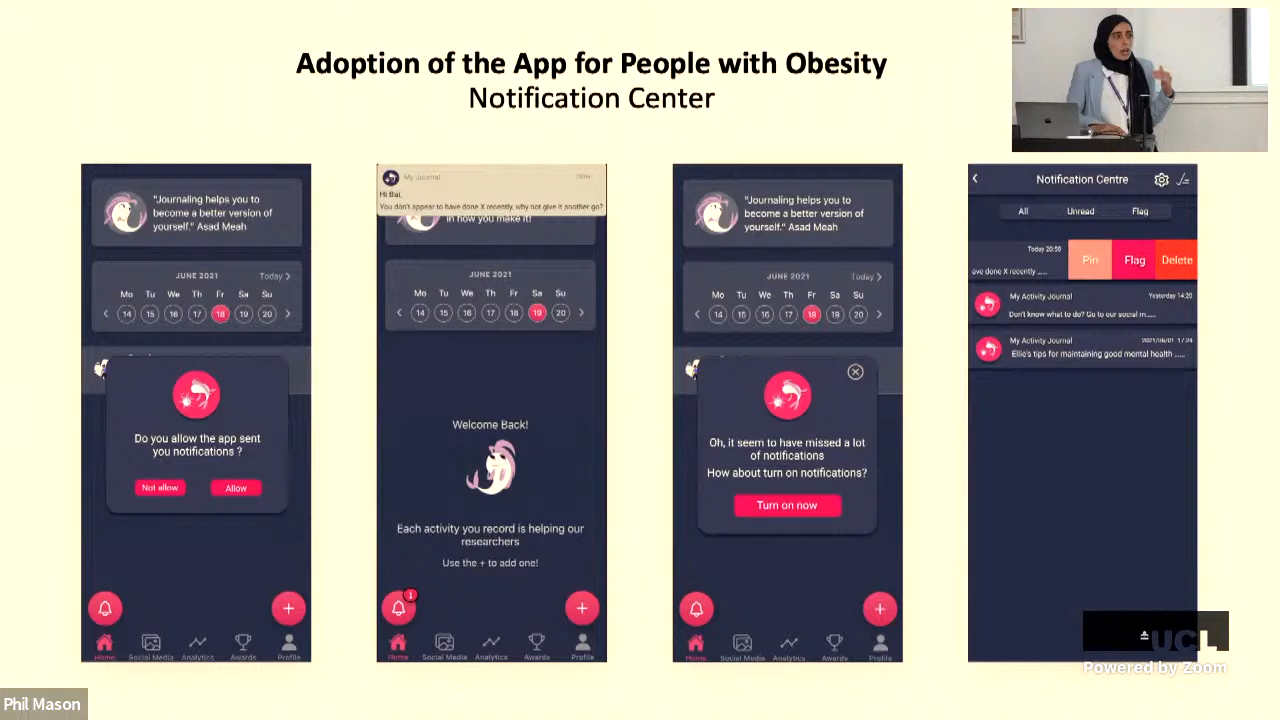 Adoption of the App for People with Obesity
Notification Center
"Journaling helps you to
become a better version of
yourself." Asad Meah
JUNE 2021
Today
Mo Tu We Th Fr Sa Su
14 15 16 17 18 19 20
Do you allow the app sent
you notifications ?
Not allow
Allow
Home Social Media Analytics Awards Profile
My Journal
now
Hi Bai,
You don't appear to have done X recently, why not give it another go?
in how you make it!
JUNE 2021
Mo Tu We Th Fr Sa Su
14 15 16 17 18 19 20
Welcome Back!
Each activity you record is helping our
researchers
Use the + to add one!
1
Home Social Media Analytics Awards Profile
"Journaling helps you to
become a better version of
yourself." Asad Meah
JUNE 2021
Today
Mo Tu We Th Fr Sa Su
14 15 16 17 18 19 20
Oh, it seem to have missed a lot
of notifications
How about turn on notifications?
Turn on now
Home Social Media Analytics Awards Profile
Notification Centre
All Unread Flag
Today 20:58
ave done X recently ......
Pin Flag Delete
My Activity Journal
Yesterday 14:20
Don't know what to do? Go to our social m......
My Activity Journal
2021/06/01 17:24
Ellie's tips for maintaining good mental health ......
UCL
Powered by Zoom
Phil Mason